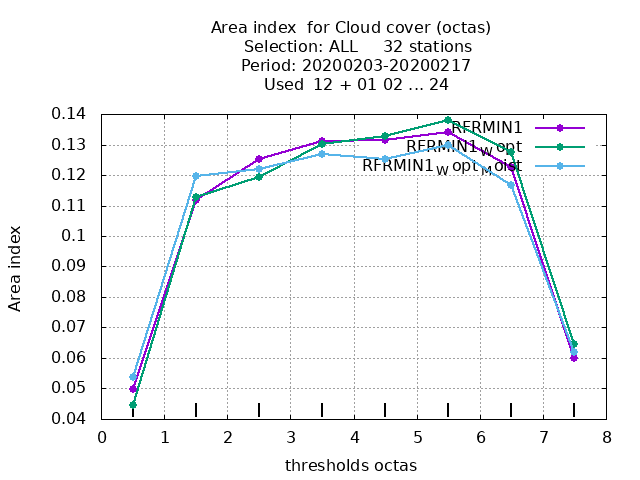 Area index  for Cloud cover (octas)
Selection: ALL     32 stations
Period: 20200203-20200217
Used  12 + 01 02 ... 24
0.14
0.13
0.12
0.11
0.1
0.09
0.08
0.07
0.06
0.05
0.04
Area index
RFRMIN1
RFRMIN1Wopt
RFRMIN1WoptMoist
0 1 2 3 4 5 6 7 8
thresholds octas